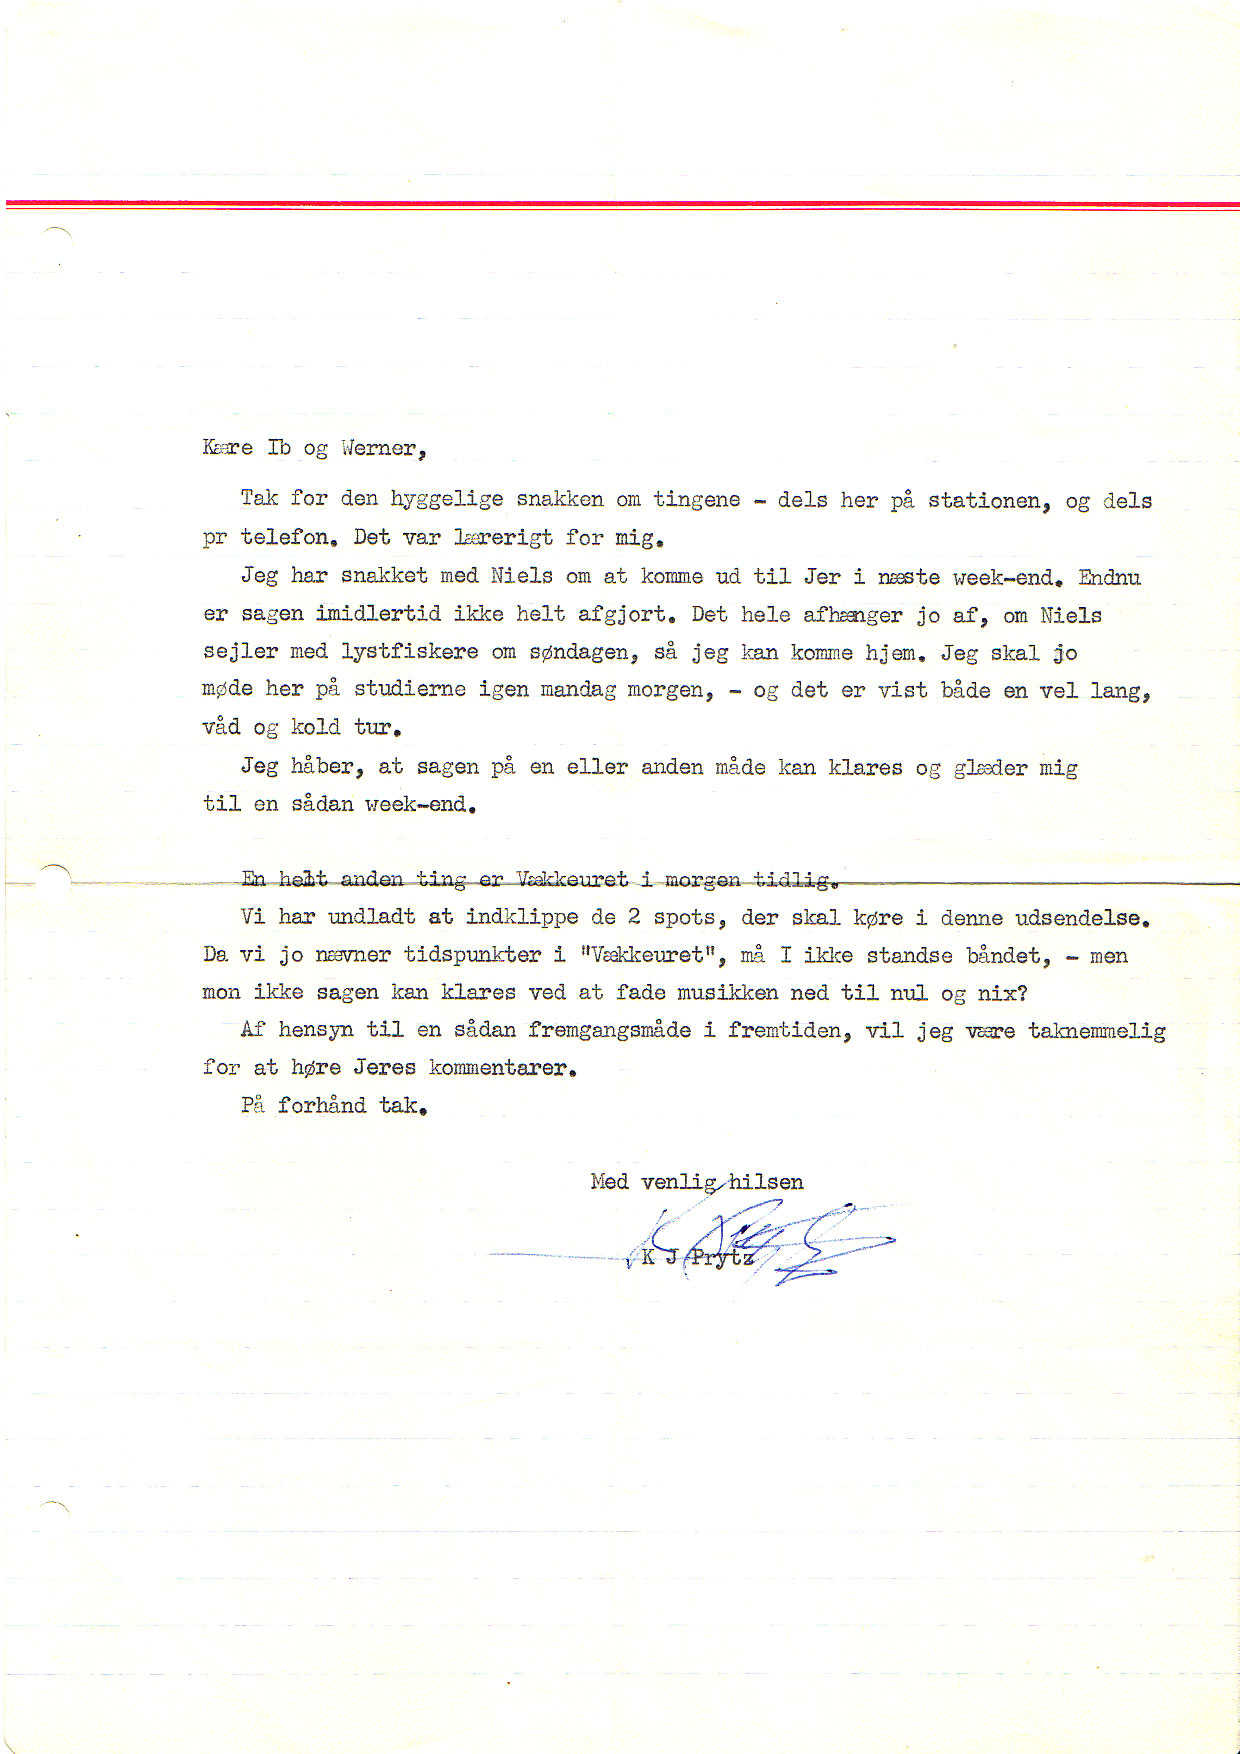 Kære Ib og Werner,
Tak for den hyggelige snakken om tingene - dels her på stationen, og dels
pr telefon. Det var lærerigt for mig.
Jeg har snakket med Niels om at komme ud til Jer i næste week-end. Endnu
er sagen imidlertid ikke helt afgjort. Det hele afhænger jo af, om Niels
sejler med lystfiskere om søndagen, så jeg kan komme hjem. Jeg skal jo
møde her på studierne igen mandag morgen, - og det er vist både en vel lang,
våd og kold tur.
Jeg håber, at sagen på en eller anden måde kan klares og glæder mig
til en sådan week-end.
En helt anden ting er Vækkeuret i morgen tidlig.
Vi har undladt at indklippe de 2 spots, der skal køre i denne udsendelse.
Da vi jo nævner tidspunkter i "Vækkeuret", må I ikke standse båndet, - men
mon ikke sagen kan klares ved at fade musikken ned til nul og nix?
Af hensyn til en sådan fremgangsmåde i fremtiden, vil jeg være taknemmelig
for at høre Jeres kommentarer.
På forhånd tak.
Med venlig hilsen
K J Prytz